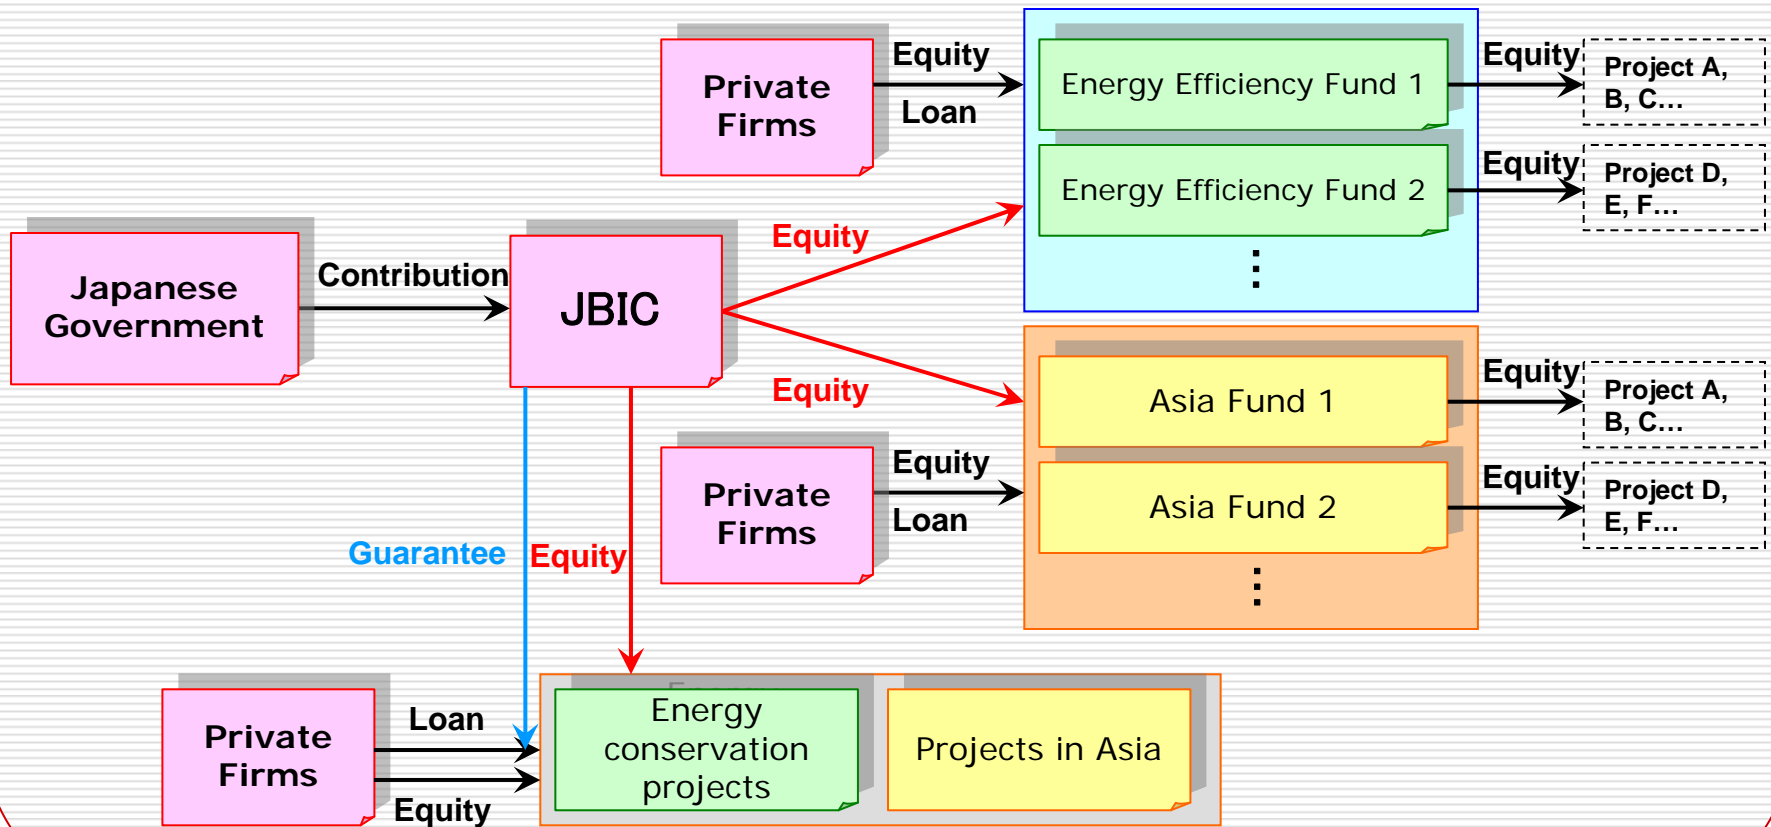 Equity
Loan
Private
Firms
Energy Efficiency Fund 1
Equity
Project A,
B, C...
Energy Efficiency Fund 2
Equity
Project D,
E, F...
⋮
Japanese
Government
Contribution
JBIC
Equity
Equity
Asia Fund 1
Equity
Project A,
B, C...
Private
Firms
Equity
Loan
Asia Fund 2
Equity
Project D,
E, F...
⋮
Guarantee
Equity
Private
Firms
Loan
Equity
Energy
conservation
projects
Projects in Asia